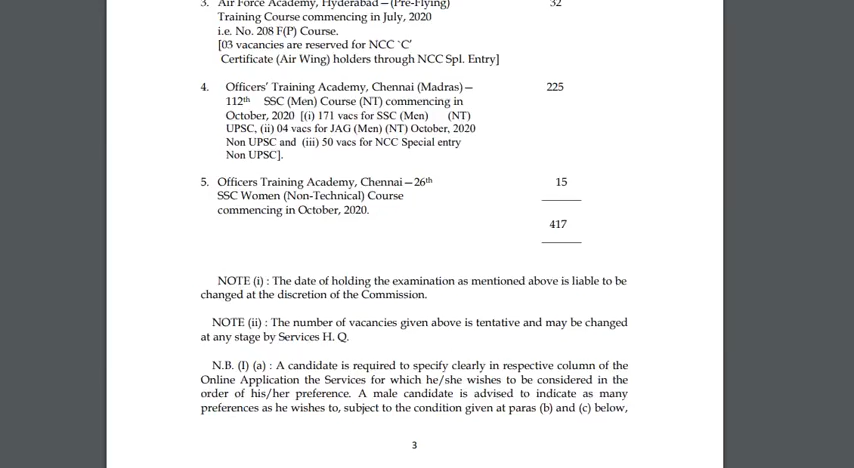 3. Air Force Academy, Hyderabad—(Pre-Flying) 32
Training Course commencing in July, 2020
i.e. No. 208 F(P) Course.
[03 vacancies are reserved for NCC `C'
Certificate (Air Wing) holders through NCC Spl. Entry]
4. Officers' Training Academy, Chennai (Madras)— 225
112th SSC (Men) Course (NT) commencing in
October, 2020 [(i) 171 vacs for SSC (Men) (NT)
UPSC, (ii) 04 vacs for JAG (Men) (NT) October, 2020
Non UPSC and (iii) 50 vacs for NCC Special entry
Non UPSC].
5. Officers Training Academy, Chennai—26th 15
SSC Women (Non-Technical) Course
commencing in October, 2020.
417
NOTE (i) : The date of holding the examination as mentioned above is liable to be
changed at the discretion of the Commission.
NOTE (ii) : The number of vacancies given above is tentative and may be changed
at any stage by Services H. Q.
N.B. (I) (a) : A candidate is required to specify clearly in respective column of the
Online Application the Services for which he/she wishes to be considered in the
order of his/her preference. A male candidate is advised to indicate as many
preferences as he wishes to, subject to the condition given at paras (b) and (c) below,
3